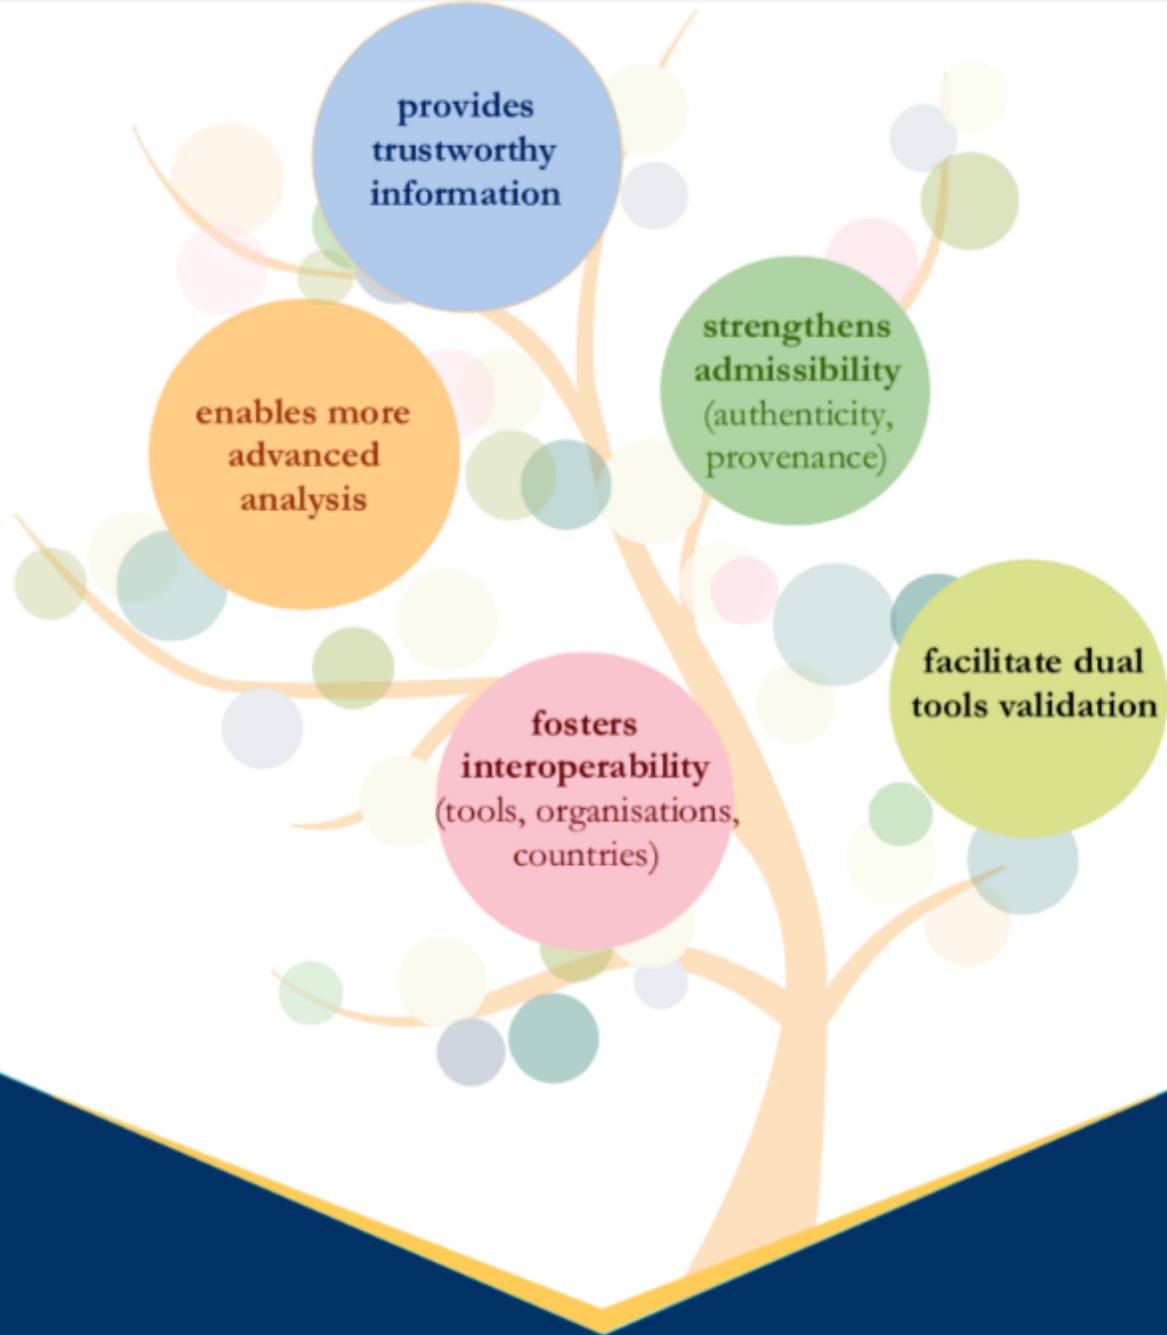 provides
trustworthy
information
strengthens
admissibility
(authenticity,
provenance)
enables more
advanced
analysis
facilitate dual
tools validation
fosters
interoperability
(tools, organisations,
countries)